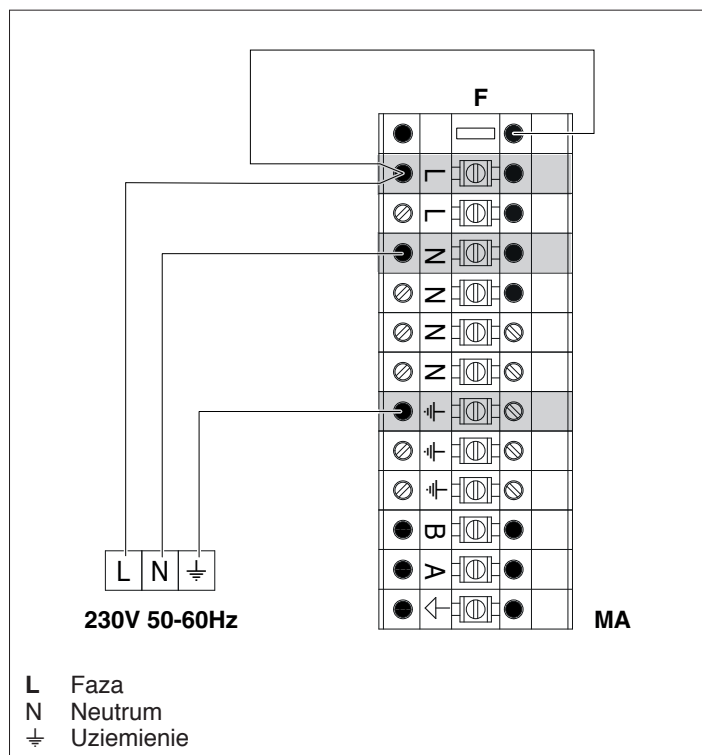 F
L
L
N
N
N
N
⏚
⏚
⏚
B
A
L N ⏚
230V 50-60Hz
MA
L Faza
N Neutrum
⏚ Uziemienie